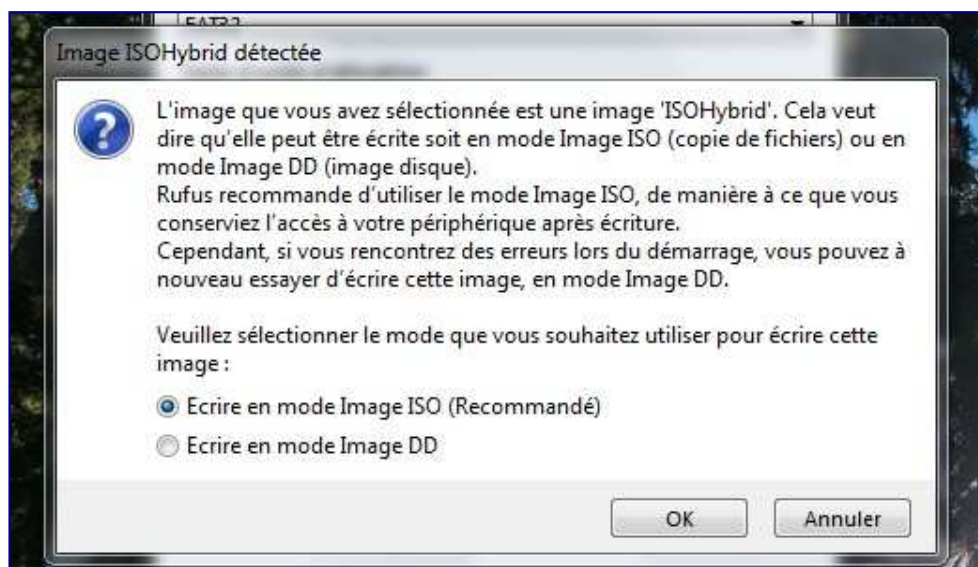 FAT32
Image ISOHybrid détectée
L'image que vous avez sélectionnée est une image 'ISOHybrid'. Cela veut
dire qu'elle peut être écrite soit en mode Image ISO (copie de fichiers) ou en
mode Image DD (image disque).
Rufus recommande d'utiliser le mode Image ISO, de manière à ce que vous
conserviez l'accès à votre périphérique après écriture.
Cependant, si vous rencontrez des erreurs lors du démarrage, vous pouvez à
nouveau essayer d'écrire cette image, en mode Image DD.
Veuillez sélectionner le mode que vous souhaitez utiliser pour écrire cette
image :
Ecrire en mode Image ISO (Recommandé)
Ecrire en mode Image DD
OK
Annuler